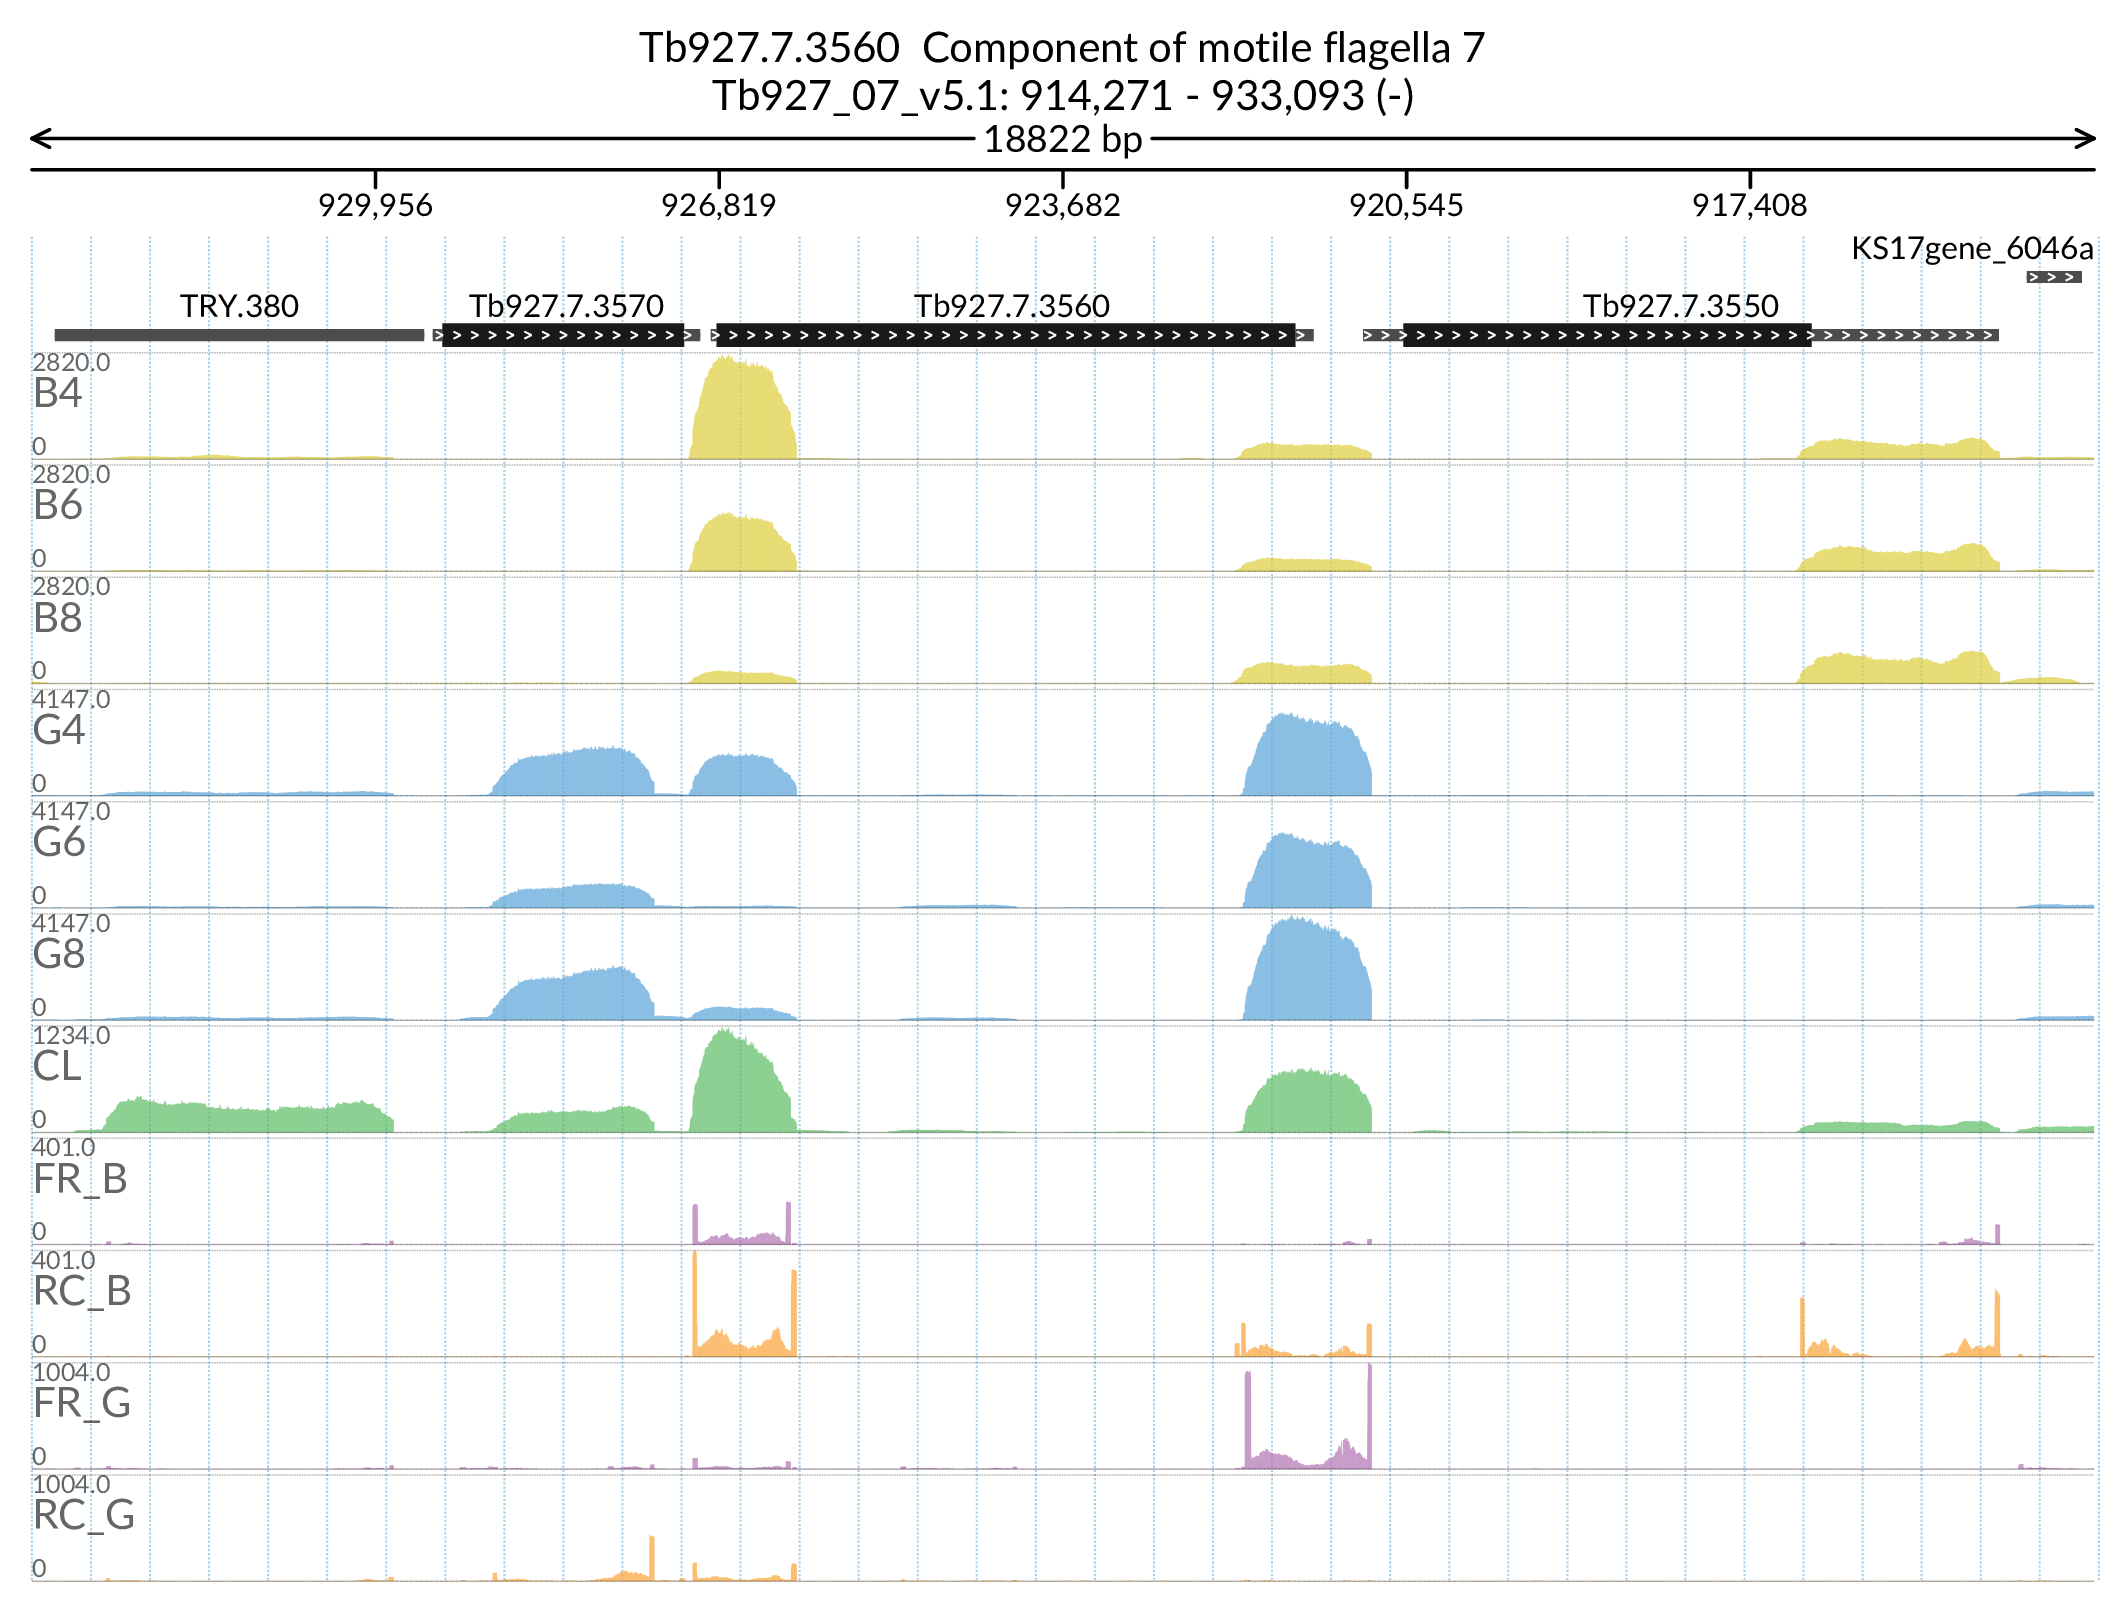 Tb927.7.3560  Component of motile flagella 7
Tb927_07_v5.1: 914,271 - 933,093 (-)
18822 bp
929,956 926,819 923,682 920,545 917,408
KS17gene_6046a
TRY.380 Tb927.7.3570 Tb927.7.3560 Tb927.7.3550
2820.0
B4
0
2820.0
B6
0
2820.0
B8
0
4147.0
G4
0
4147.0
G6
0
4147.0
G8
0
1234.0
CL
0
401.0
FR_B
0
401.0
RC_B
0
1004.0
FR_G
0
1004.0
RC_G
0